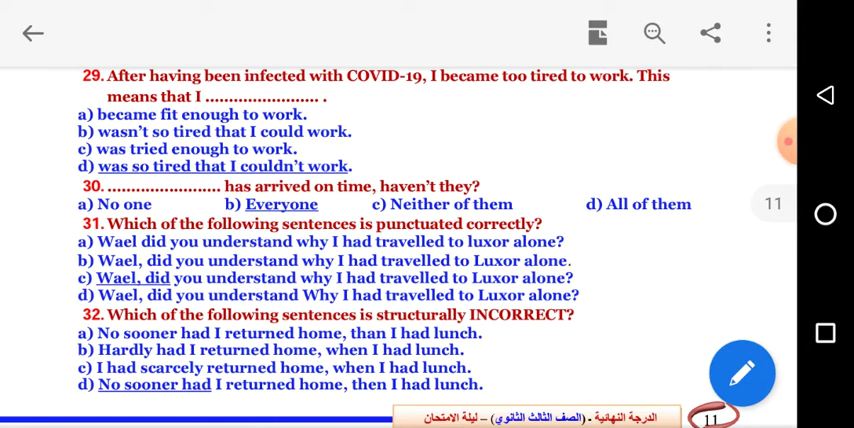 29. After having been infected with COVID-19, I became too tired to work. This
means that I ........................ .
a) became fit enough to work.
b) wasn't so tired that I could work.
c) was tried enough to work.
d) was so tired that I couldn't work.
30. ........................ has arrived on time, haven't they?
a) No one b) Everyone c) Neither of them d) All of them
11
31. Which of the following sentences is punctuated correctly?
a) Wael did you understand why I had travelled to luxor alone?
b) Wael, did you understand why I had travelled to Luxor alone.
c) Wael, did you understand why I had travelled to Luxor alone?
d) Wael, did you understand Why I had travelled to Luxor alone?
32. Which of the following sentences is structurally INCORRECT?
a) No sooner had I returned home, than I had lunch.
b) Hardly had I returned home, when I had lunch.
c) I had scarcely returned home, when I had lunch.
d) No sooner had I returned home, then I had lunch.
الدرجة النهائية - (الصف الثالث الثانوي) – ليلة الامتحان
11